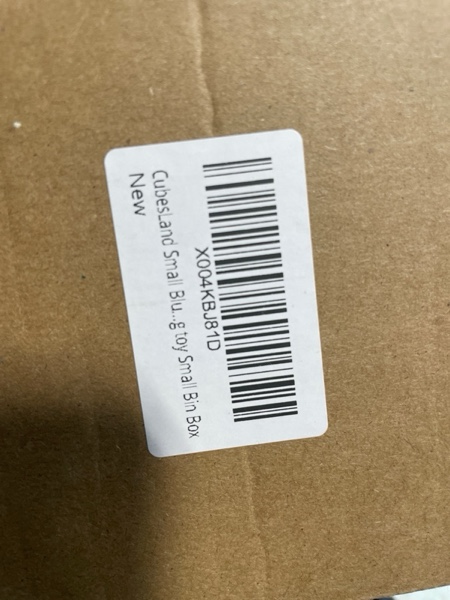 X004KBJ81D
CubesLand Small Blu...g toy Small Bin Box
New